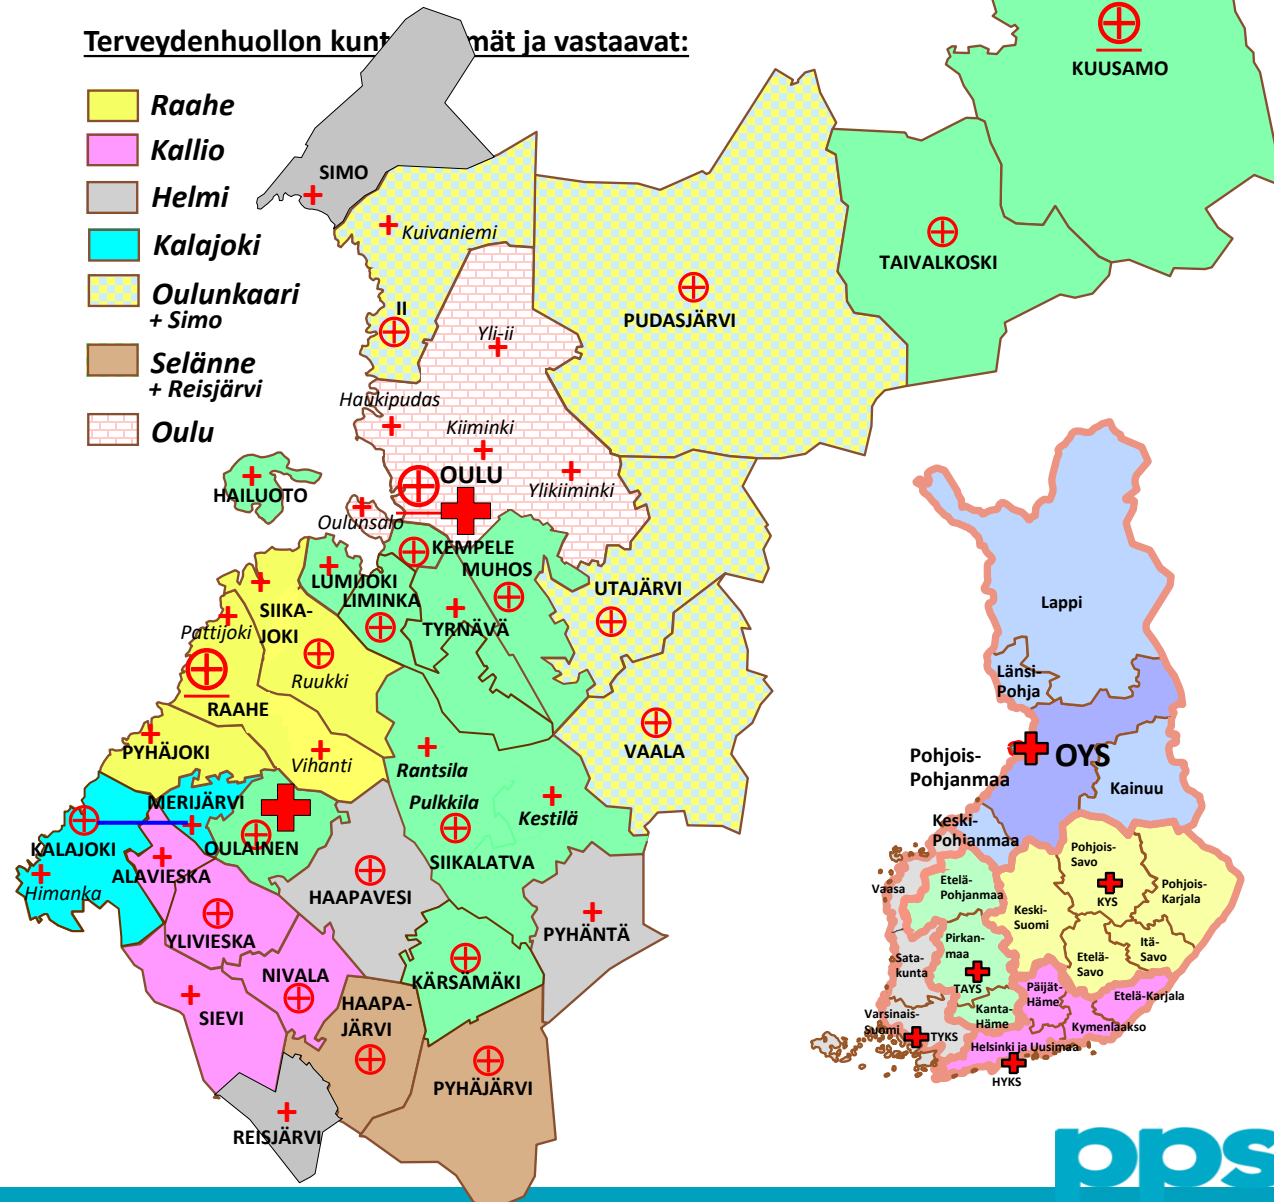 Terveydenhuollon kunt mät ja vastaavat:
Raahe
Kallio
Helmi
Kalajoki
Oulunkaari
+ Simo
Selänne
+ Reisjärvi
Oulu
KUUSAMO
SIMO
Kuivaniemi
TAIVALKOSKI
II
PUDASJÄRVI
Yli-ii
Haukipudas
Kiiminki
OULU
Ylikiiminki
HAILUOTO
Oulunsalo
KEMPELE
MUHOS
LUMIJOKI
LIMINKA
UTAJÄRVI
SIIKA-
JOKI
TYRNÄVÄ
Pattijoki
Ruukki
RAAHE
VAALA
PYHÄJOKI
Vihanti
Rantsila
MERIJÄRVI
Pulkkila
Kestilä
KALAJOKI
OULAINEN
SIIKALATVA
ALAVIESKA
Himanka
HAAPAVESI
YLIVIESKA
PYHÄNTÄ
NIVALA
KÄRSÄMÄKI
SIEVI
HAAPA-
JÄRVI
PYHÄJÄRVI
REISJÄRVI
Lappi
Länsi-
Pohja
Pohjois-
Pohjanmaa
OYS
Kainuu
Keski-
Pohjanmaa
Pohjois-
Savo
Vaasa
Etelä-
Pohjanmaa
KYS
Pohjois-
Karjala
Keski-
Suomi
Pirkan-
maa
Itä-
Savo
Sata-
kunta
Etelä-
Savo
TAYS
Päijät-
Häme
Etelä-Karjala
Kanta-
Häme
Varsinais-
Suomi
TYKS
Kymenlaakso
Helsinki ja Uusimaa
HYKS
pps